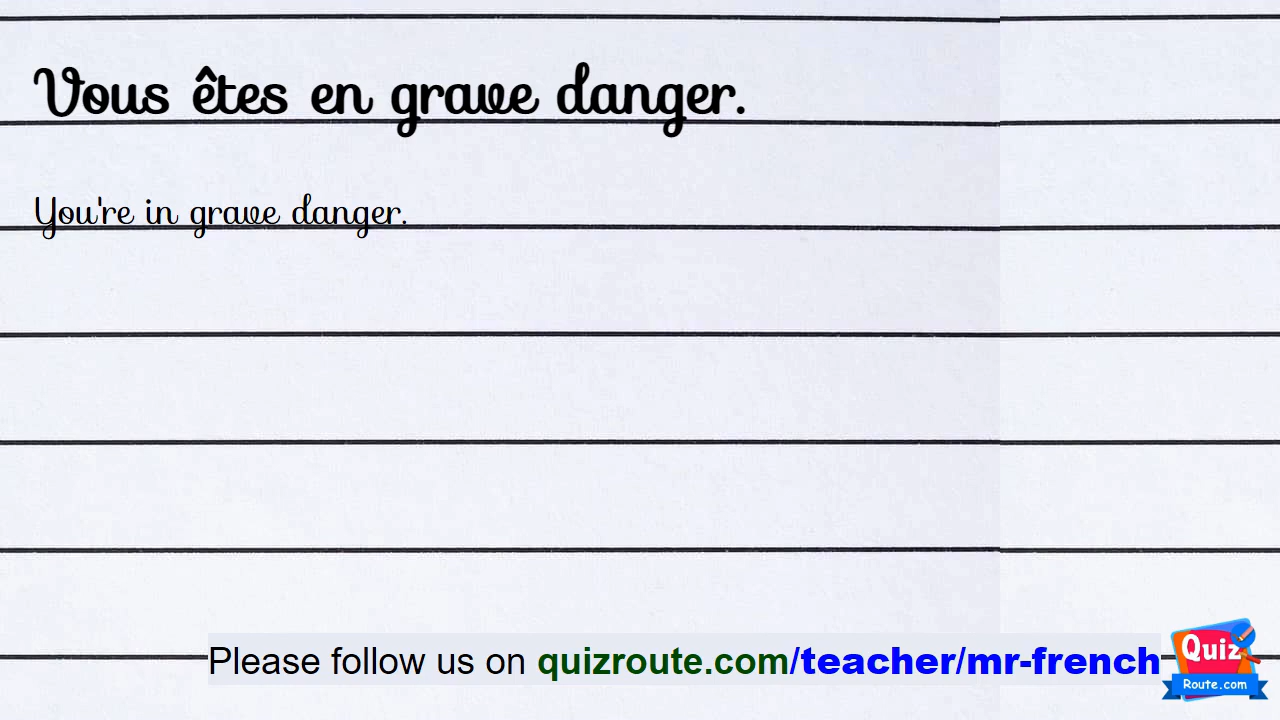 Vous êtes en grave danger.
You're in grave danger.
Please follow us on quizroute.com/teacher/mr-french
Quiz
Route.com